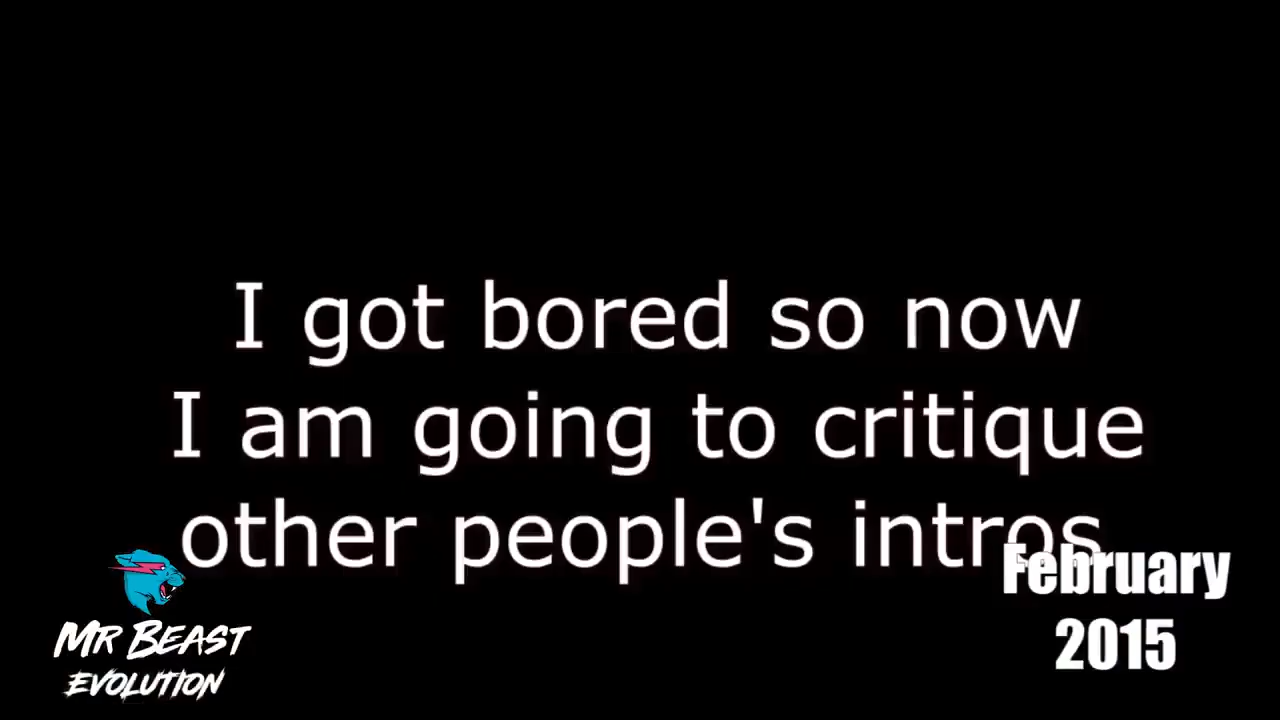 I got bored so now
I am going to critique
other people's intros
February
2015
MR BEAST
EVOLUTION